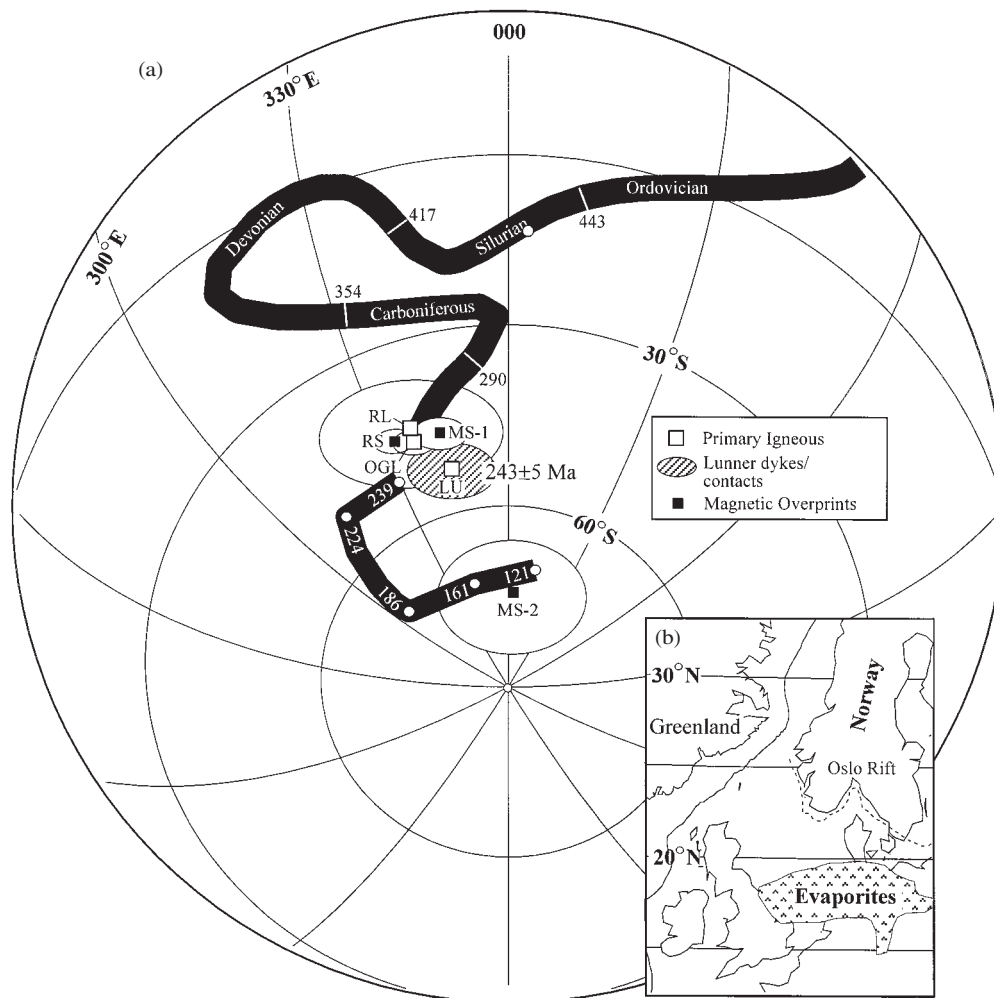 (a)
000
330°E
300°E
Ordovician
443
Silurian
417
Devonian
354
Carboniferous
290
30°S
RL
RS
MS-1
OGL
LU
243±5 Ma
239
224
186
161
121
MS-2
60°S
Primary Igneous
Lunner dykes/
contacts
Magnetic Overprints
(b)
30°N
Greenland
Norway
Oslo Rift
20°N
Evaporites